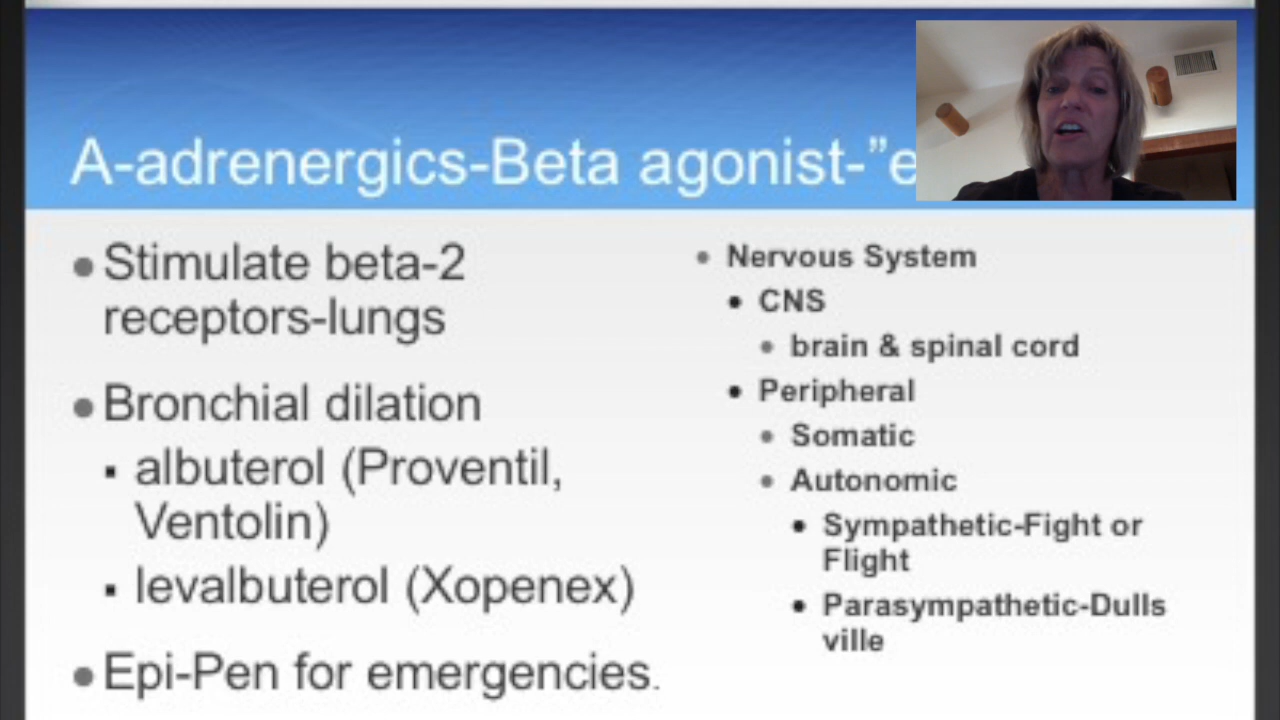 A-adrenergics-Beta agonist-”e
• Stimulate beta-2
receptors-lungs
• Bronchial dilation
▪ albuterol (Proventil,
Ventolin)
▪ levalbuterol (Xopenex)
• Epi-Pen for emergencies.
• Nervous System
• CNS
• brain & spinal cord
• Peripheral
• Somatic
• Autonomic
• Sympathetic-Fight or
Flight
• Parasympathetic-Dulls
ville